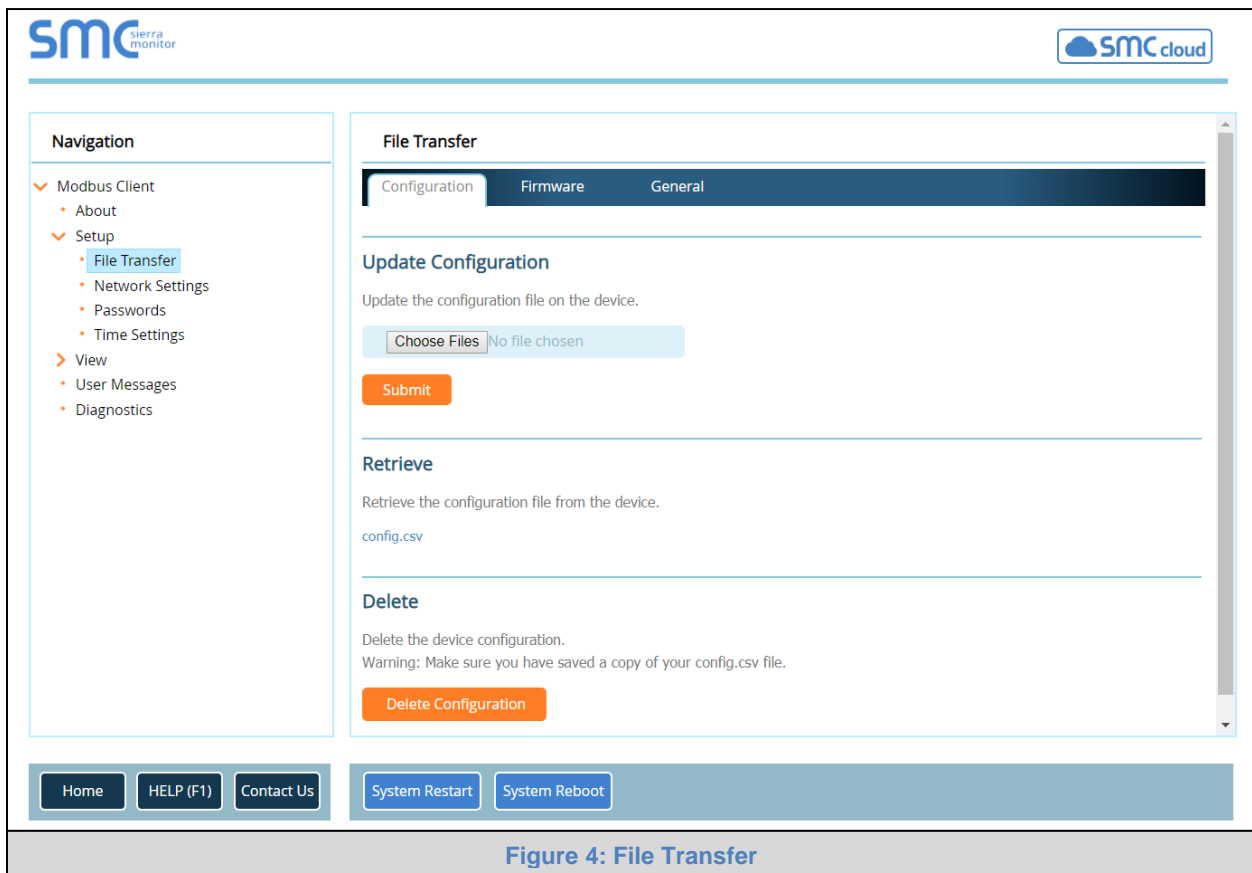 SMC sierra monitor
SMC cloud
Navigation
Modbus Client
About
Setup
File Transfer
Network Settings
Passwords
Time Settings
View
User Messages
Diagnostics
File Transfer
Configuration Firmware General
Update Configuration
Update the configuration file on the device.
Choose Files No file chosen
Submit
Retrieve
Retrieve the configuration file from the device.
config.csv
Delete
Delete the device configuration.
Warning: Make sure you have saved a copy of your config.csv file.
Delete Configuration
Home HELP (F1) Contact Us System Restart System Reboot
Figure 4: File Transfer